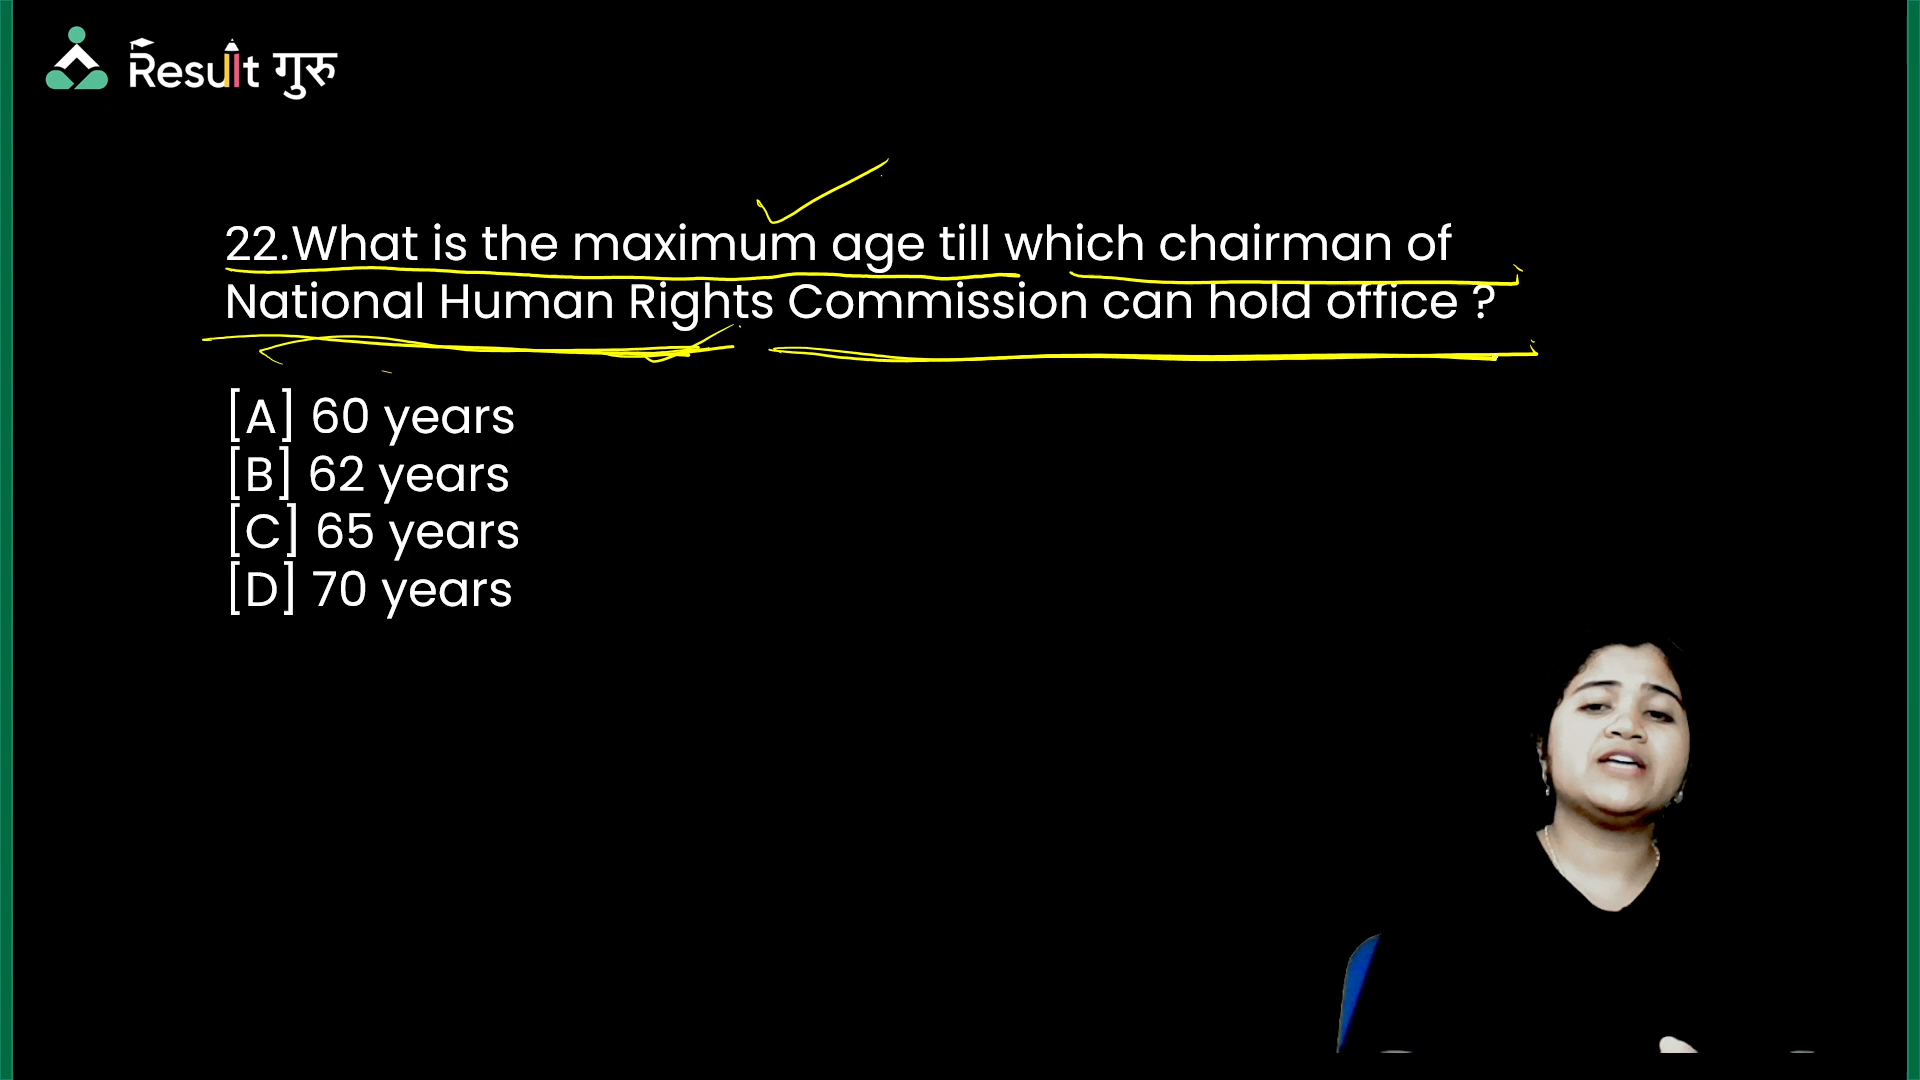 Result गुरु
22.What is the maximum age till which chairman of
National Human Rights Commission can hold office ?
[A] 60 years
[B] 62 years
[C] 65 years
[D] 70 years